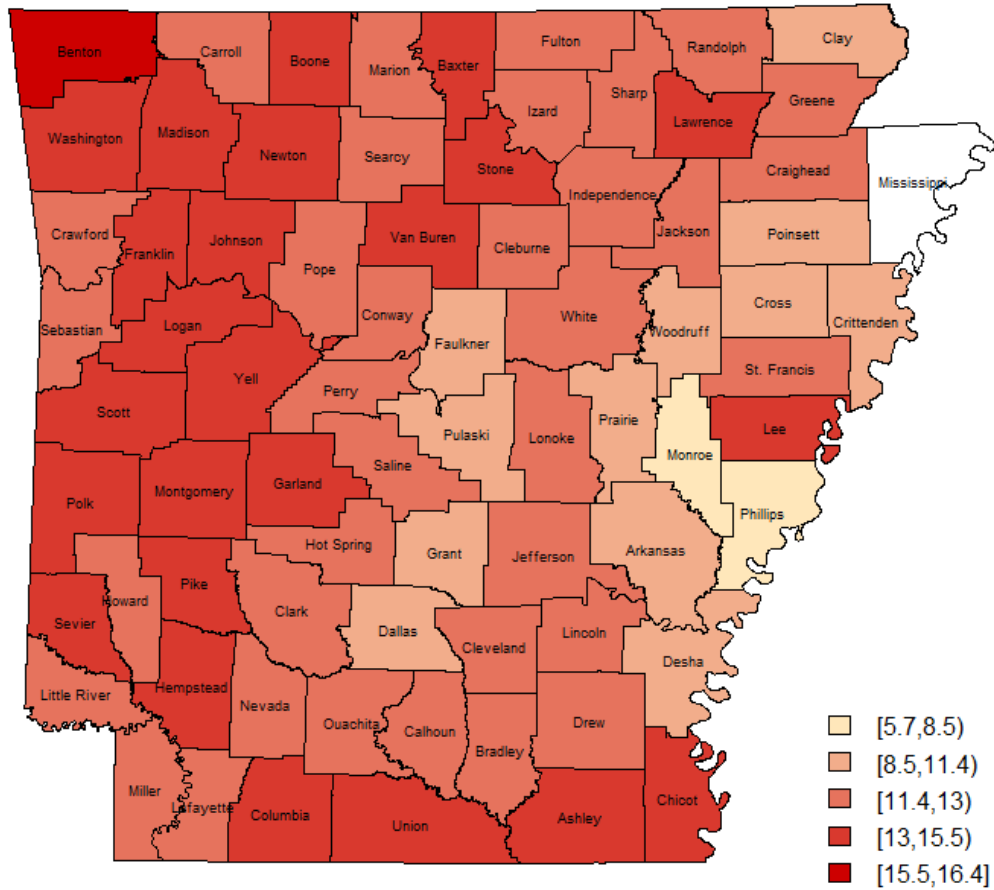 Benton
Carroll
Boone
Marion
Baxter
Fulton
Randolph
Clay
Sharp
Izard
Greene
Lawrence
Washington
Madison
Newton
Searcy
Stone
Craighead
Mississippi
Independence
Crawford
Franklin
Johnson
Pope
Van Buren
Cleburne
Jackson
Poinsett
Sebastian
Logan
Conway
White
Cross
Crittenden
Woodruff
Faulkner
Yell
Perry
St. Francis
Scott
Pulaski
Lonoke
Prairie
Lee
Monroe
Saline
Garland
Montgomery
Polk
Phillips
Hot Spring
Grant
Jefferson
Arkansas
Howard
Pike
Clark
Sevier
Dallas
Cleveland
Lincoln
Desha
Little River
Hempstead
Nevada
Ouachita
Calhoun
Drew
Bradley
Miller
Lafayette
Columbia
Union
Ashley
Chicot
[5.7,8.5)
[8.5,11.4)
[11.4,13)
[13,15.5)
[15.5,16.4]